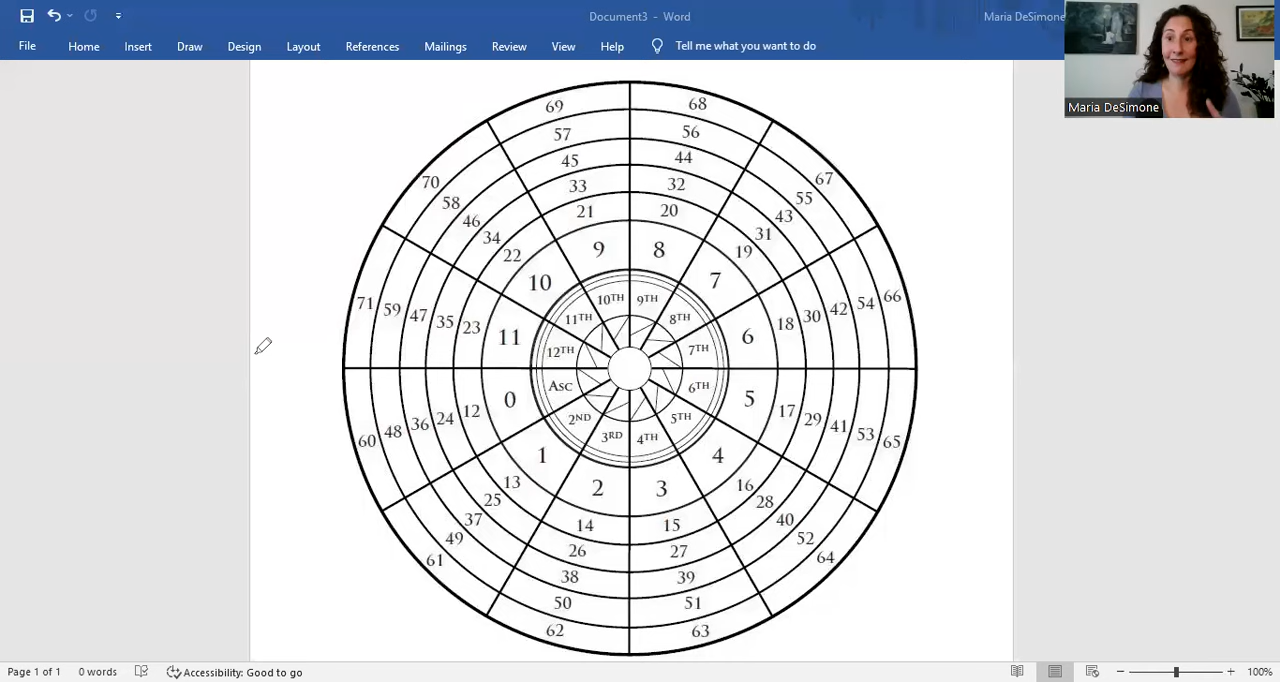 Document3 - Word
Maria DeSimone
File Home Insert Draw Design Layout References Mailings Review View Help Tell me what you want to do
Maria DeSimone
69 68
57 56
45 44
33 32
21 20
9 8
70 58 46 34 22 10
7 19 31 43 55 67
71 59 47 35 23 11
6 18 30 42 54 66
10TH 9TH
11TH 8TH
12TH 7TH
ASC 6TH
2ND 5TH
3RD 4TH
60 48 36 24 12 0
5 17 29 41 53 65
61 49 37 25 13 1
4 16 28 40 52 64
2 3
14 15
26 27
38 39
50 51
62 63
Page 1 of 1 0 words Accessibility: Good to go 100%